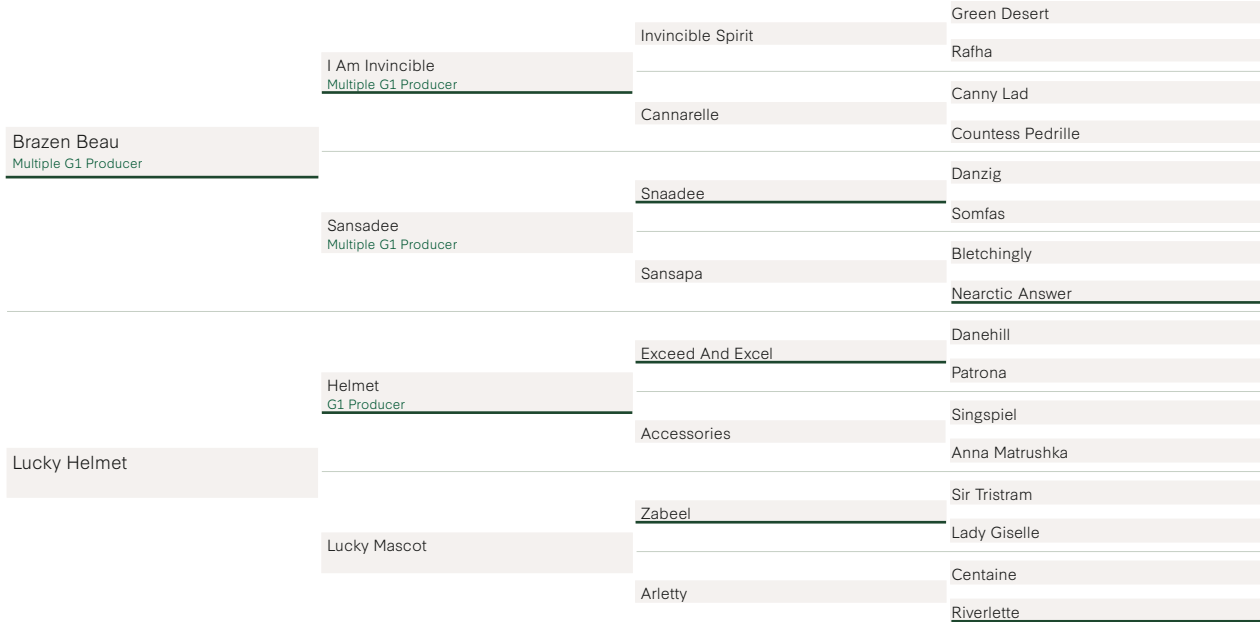 Green Desert
Invincible Spirit
Rafha
I Am Invincible
Multiple G1 Producer
Canny Lad
Cannarelle
Countess Pedrille
Brazen Beau
Multiple G1 Producer
Danzig
Snaadee
Somfas
Sansadee
Multiple G1 Producer
Bletchingly
Sansapa
Nearctic Answer
Danehill
Exceed And Excel
Patrona
Helmet
G1 Producer
Singspiel
Accessories
Anna Matrushka
Lucky Helmet
Sir Tristram
Zabeel
Lady Giselle
Lucky Mascot
Centaine
Arletty
Riverlette